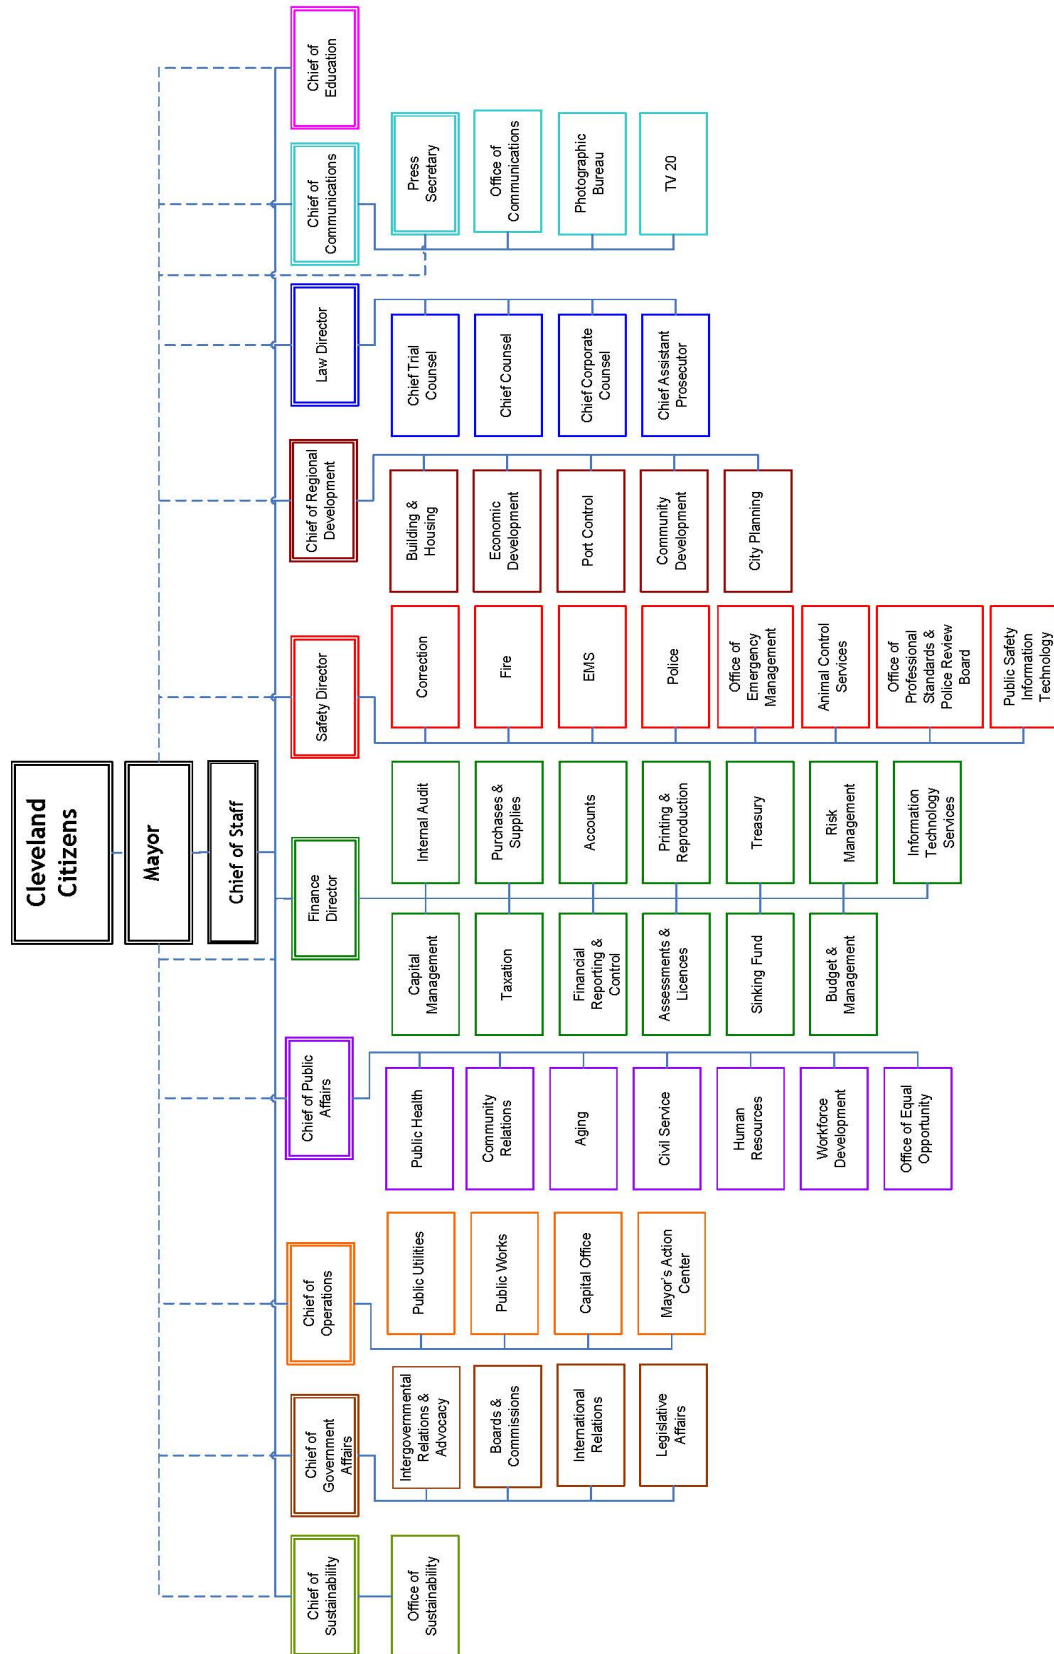 Cleveland
Citizens
Mayor
Chief of Staff
Chief of
Sustainability
Office of
Sustainability
Chief of
Government
Affairs
Intergovernmental
Relations &
Advocacy
Boards &
Commissions
International
Relations
Legislative
Affairs
Chief of
Operations
Public Utilities
Public Works
Capital Office
Mayor's Action
Center
Chief of Public
Affairs
Public Health
Community
Relations
Aging
Civil Service
Human
Resources
Workforce
Development
Office of Equal
Opportunity
Finance
Director
Capital
Management
Taxation
Financial
Reporting &
Control
Assessments &
Licences
Sinking Fund
Budget &
Management
Internal Audit
Purchases &
Supplies
Accounts
Printing &
Reproduction
Treasury
Risk
Management
Information
Technology
Services
Safety Director
Correction
Fire
EMS
Police
Office of
Emergency
Management
Animal Control
Services
Office of
Professional
Standards &
Police Review
Board
Public Safety
Information
Technology
Chief of Regional
Development
Building &
Housing
Economic
Development
Port Control
Community
Development
City Planning
Law Director
Chief Trial
Counsel
Chief Counsel
Chief Corporate
Counsel
Chief Assistant
Prosecutor
Chief of
Communications
Press
Secretary
Office of
Communications
Photographic
Bureau
TV 20
Chief of
Education